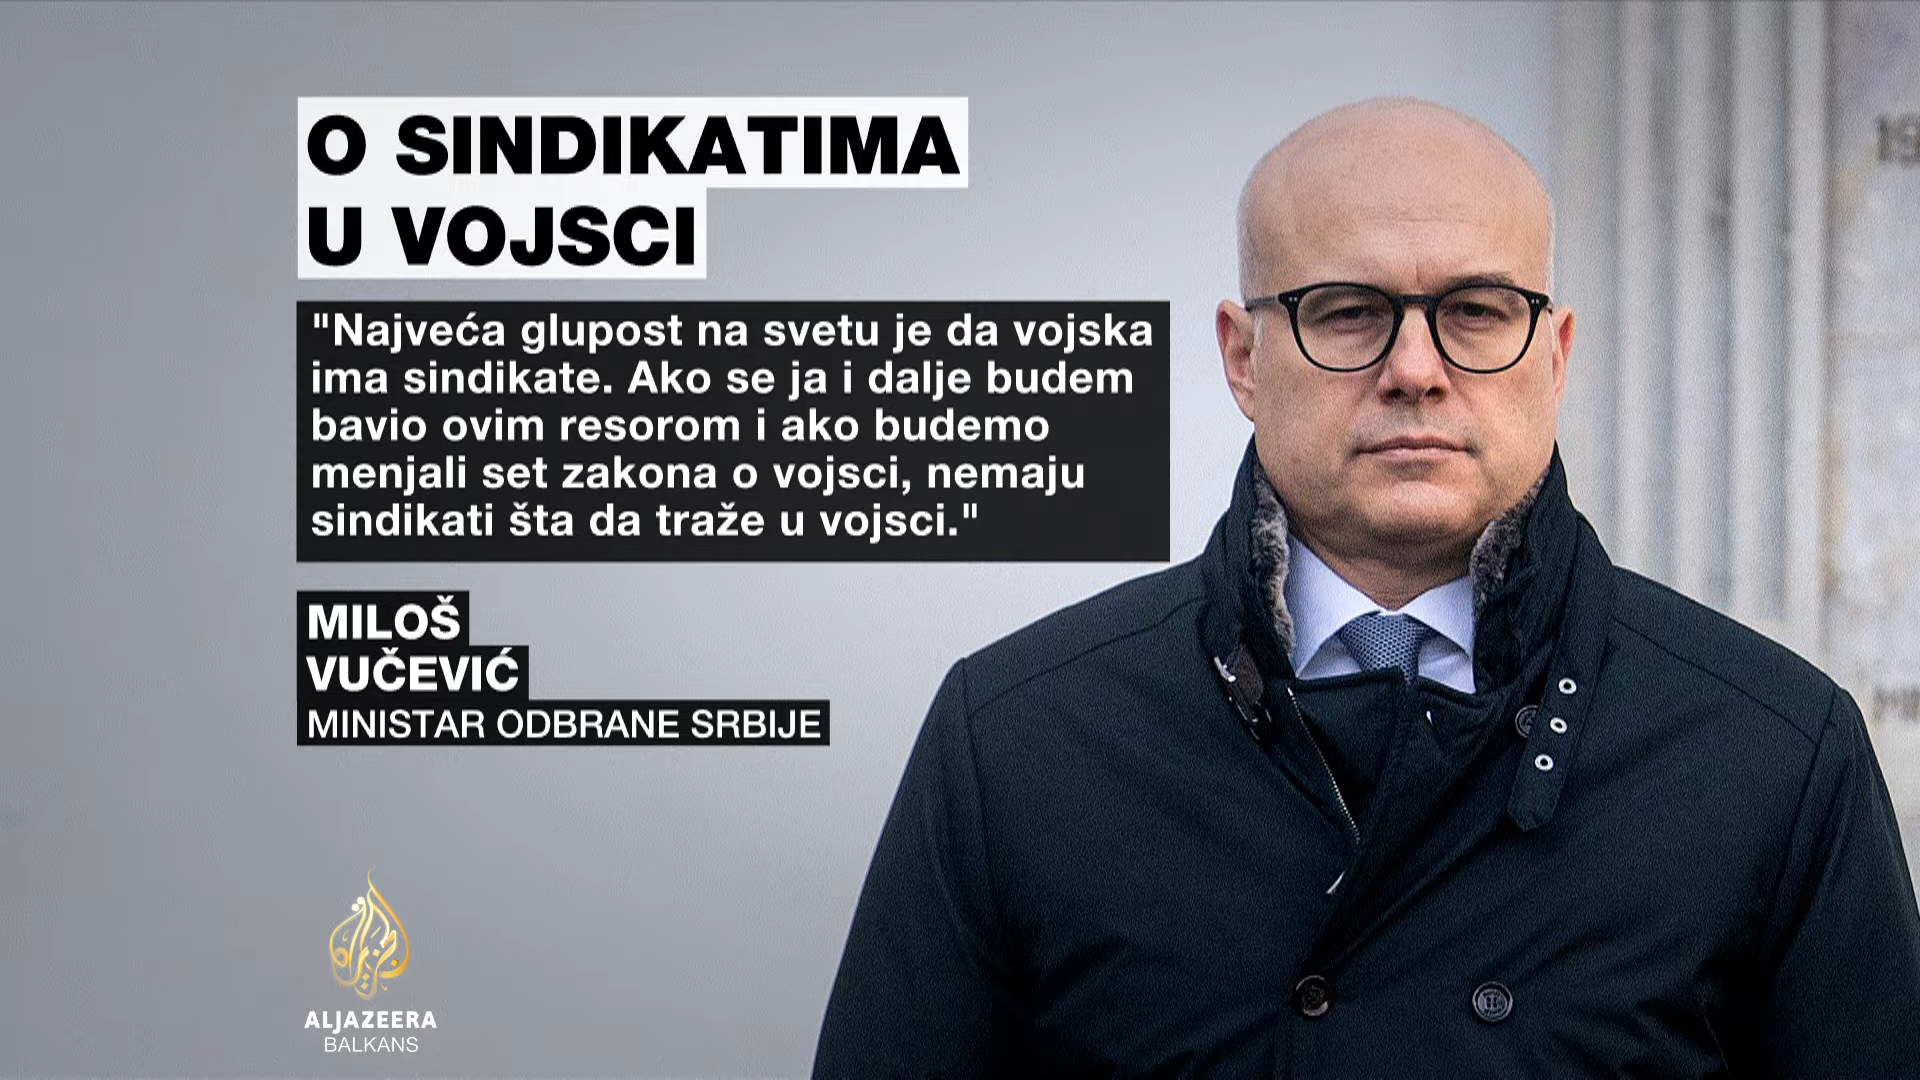 O SINDIKATIMA
U VOJSCI
"Najveća glupost na svetu je da vojska
ima sindikate. Ako se ja i dalje budem
bavio ovim resorom i ako budemo
menjali set zakona o vojsci, nemaju
sindikati šta da traže u vojsci."
MILOŠ
VUČEVIĆ
MINISTAR ODBRANE SRBIJE
ALJAZEERA
BALKANS